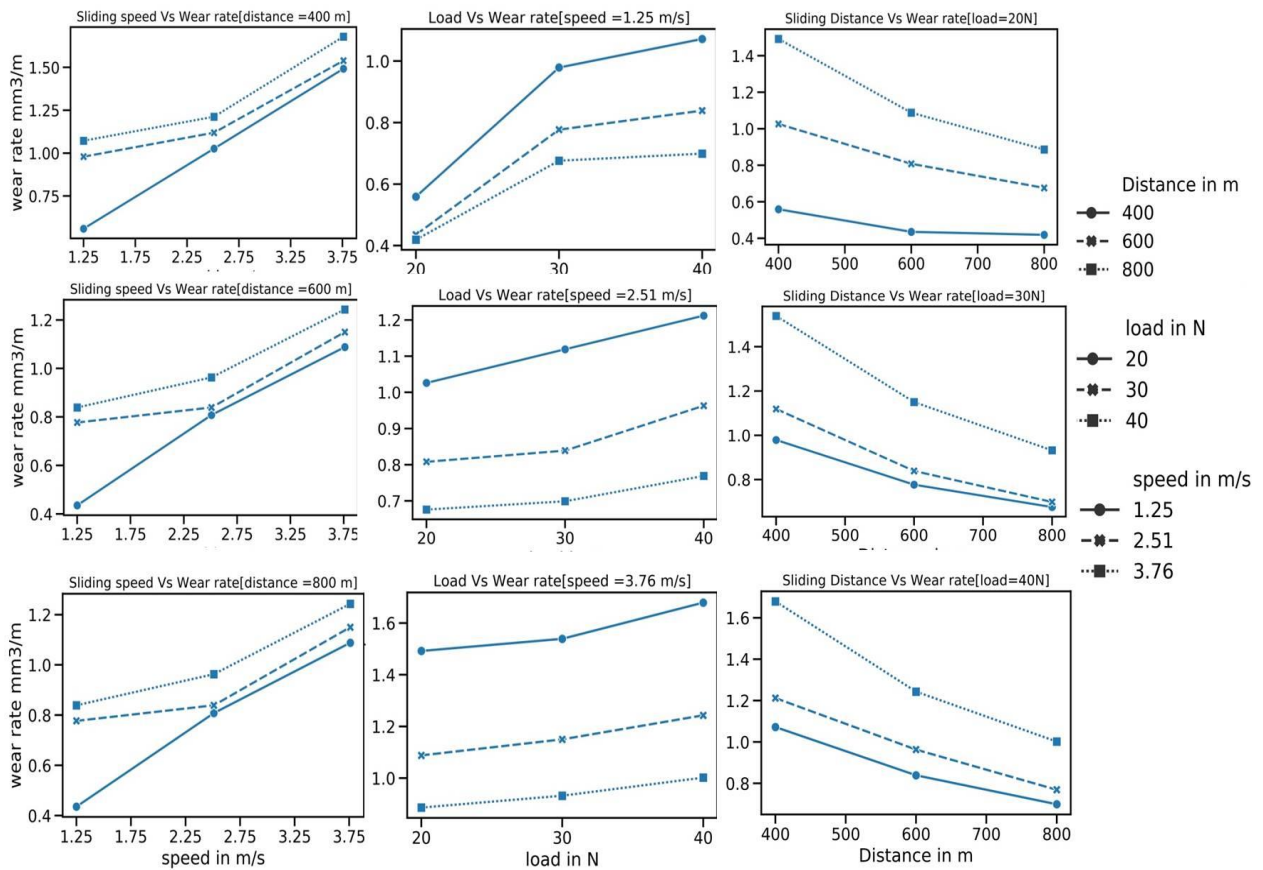 Sliding speed Vs Wear rate[distance =400 m]
wear rate mm3/m
1.50
1.25
1.00
0.75
1.25 1.75 2.25 2.75 3.25 3.75
Load Vs Wear rate[speed =1.25 m/s]
1.0
0.8
0.6
0.4
20 30 40
Sliding Distance Vs Wear rate[load=20N]
1.4
1.2
1.0
0.8
0.6
0.4
400 500 600 700 800
Distance in m
400
600
800
load in N
20
30
40
speed in m/s
1.25
2.51
3.76
Sliding speed Vs Wear rate[distance =600 m]
wear rate mm3/m
1.2
1.0
0.8
0.6
0.4
1.25 1.75 2.25 2.75 3.25 3.75
Load Vs Wear rate[speed =2.51 m/s]
1.2
1.1
1.0
0.9
0.8
0.7
20 30 40
Sliding Distance Vs Wear rate[load=30N]
1.4
1.2
1.0
0.8
400 500 600 700 800
Sliding speed Vs Wear rate[distance =800 m]
wear rate mm3/m
1.2
1.0
0.8
0.6
0.4
1.25 1.75 2.25 2.75 3.25 3.75
speed in m/s
Load Vs Wear rate[speed =3.76 m/s]
1.6
1.4
1.2
1.0
20 30 40
load in N
Sliding Distance Vs Wear rate[load=40N]
1.6
1.4
1.2
1.0
0.8
400 500 600 700 800
Distance in m